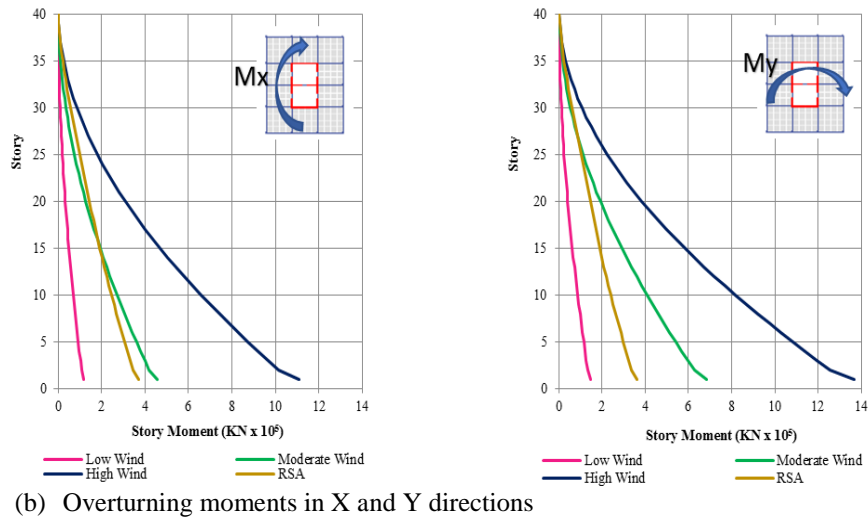 40
35
30
25
20
15
10
5
0
Story
Mx
0 2 4 6 8 10 12 14
Story Moment (KN x 10⁵)
Low Wind Moderate Wind
High Wind RSA
40
35
30
25
20
15
10
5
0
Story
My
0 2 4 6 8 10 12 14
Story Moment (KN x 10⁵)
Low Wind Moderate Wind
High Wind RSA
(b) Overturning moments in X and Y directions